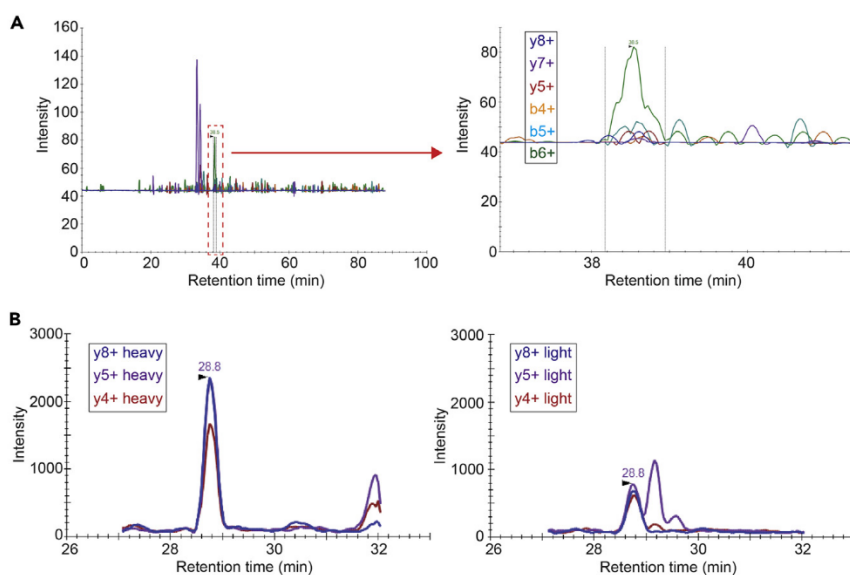 A
160
140
120
100
80
60
40
20
0
Intensity
0 20 40 60 80 100
Retention time (min)
80
60
40
20
0
Intensity
28.5
y8+
y7+
y5+
b4+
b5+
b6+
38 40
Retention time (min)
B
3000
2000
1000
0
Intensity
y8+ heavy
y5+ heavy
y4+ heavy
28.8
26 28 30 32
Retention time (min)
3000
2000
1000
0
Intensity
y8+ light
y5+ light
y4+ light
28.8
26 28 30 32
Retention time (min)